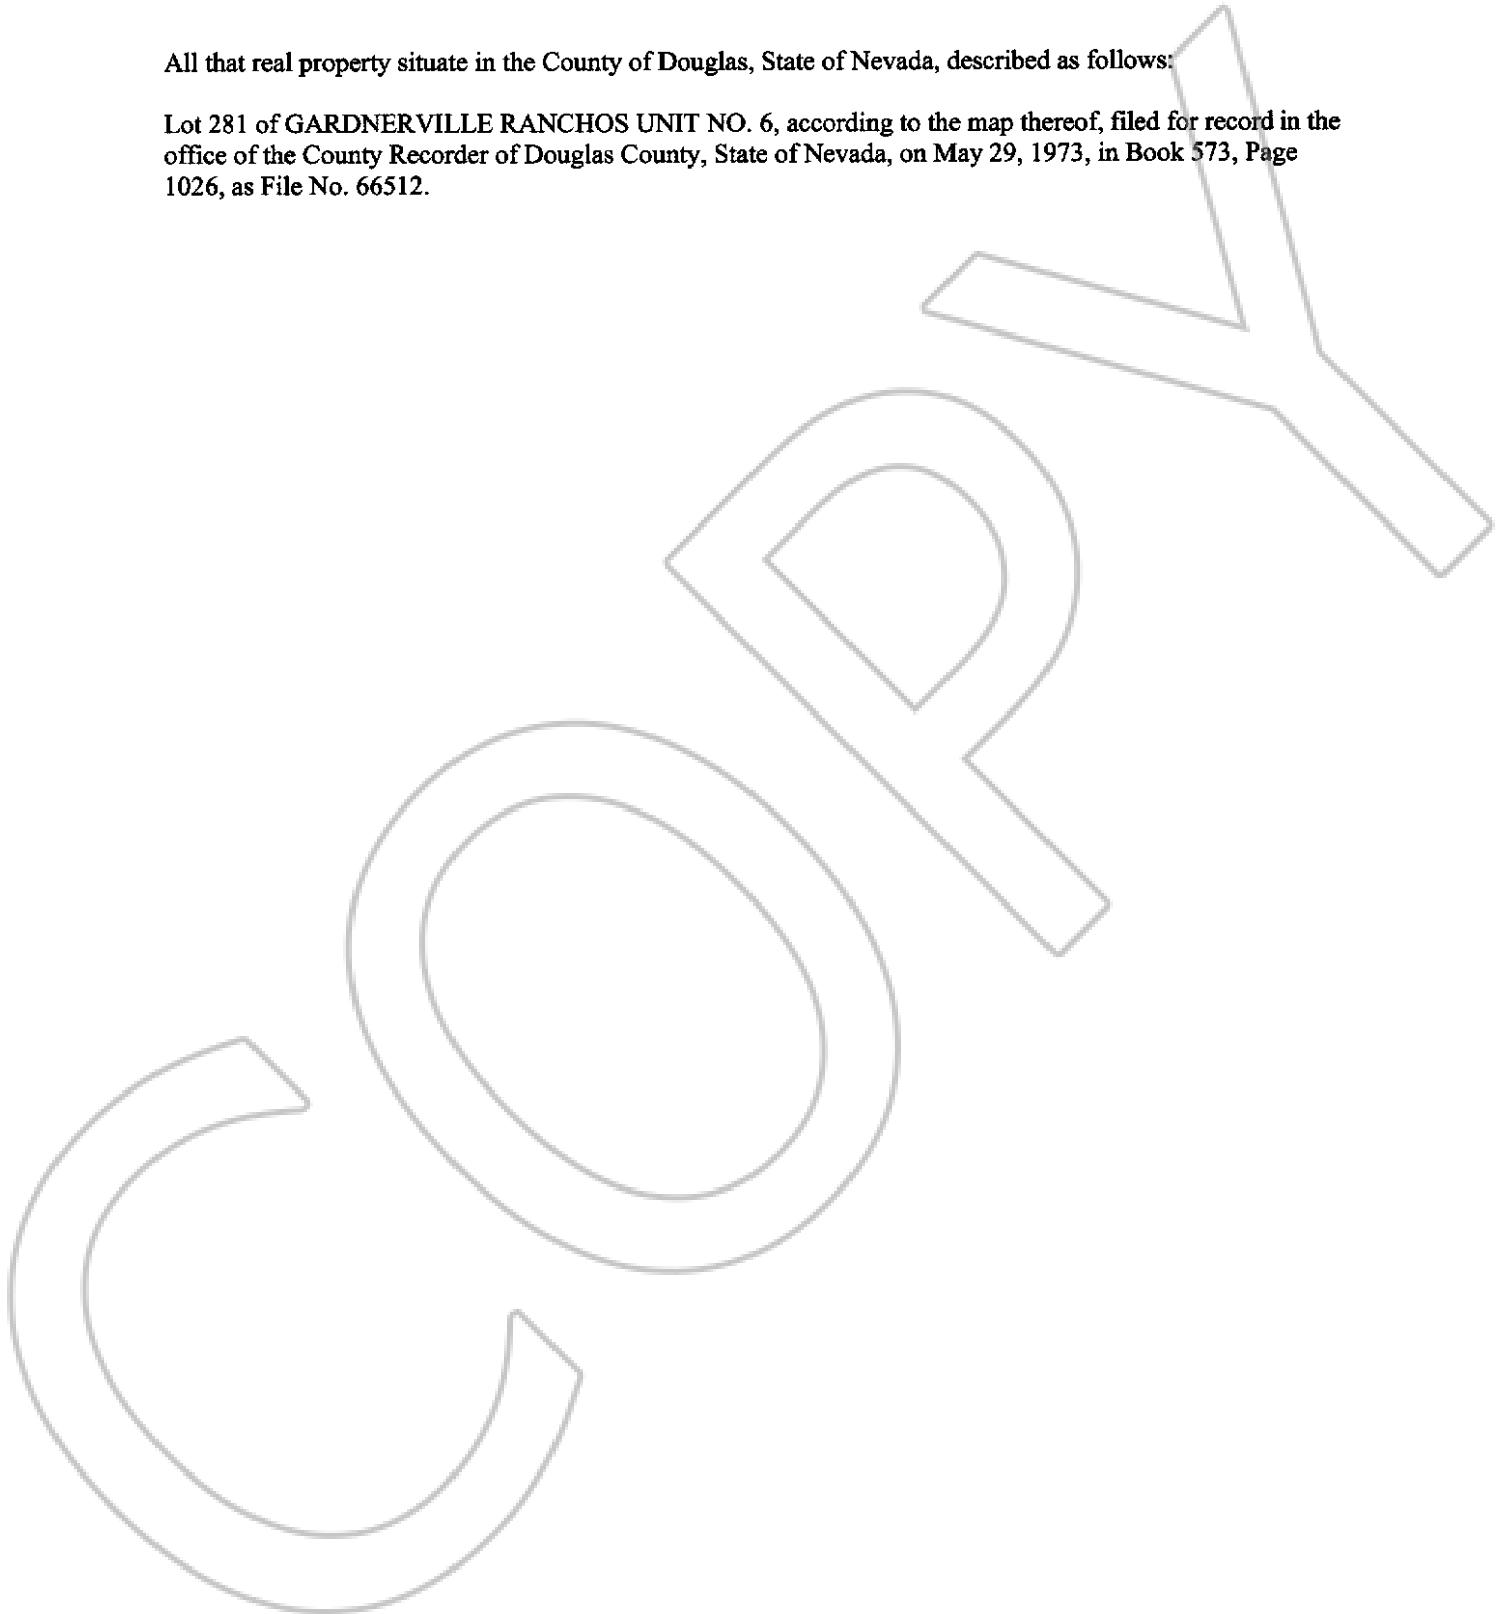 All that real property situate in the County of Douglas, State of Nevada, described as follows:
Lot 281 of GARDNERVILLE RANCHOS UNIT NO. 6, according to the map thereof, filed for record in the
office of the County Recorder of Douglas County, State of Nevada, on May 29, 1973, in Book 573, Page
1026, as File No. 66512.
COPY